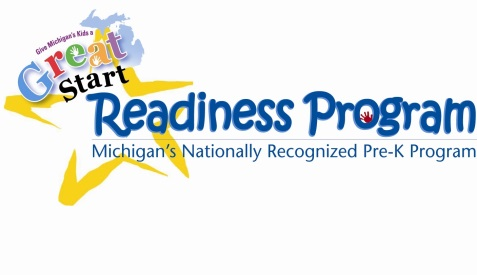 Give Michigan's Kids a
Great
Start
Readiness Program
Michigan's Nationally Recognized Pre-K Program